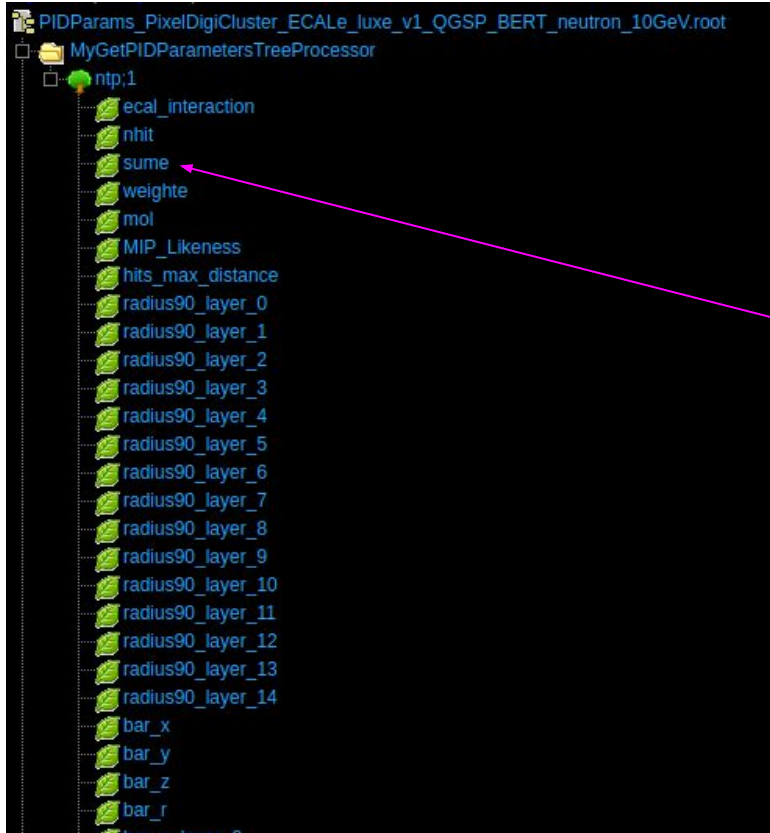 PIDParams_PixelDigiCluster_ECALe_luxe_v1_QGSP_BERT_neutron_10GeV.root
MyGetPIDParametersTreeProcessor
ntp;1
ecal_interaction
nhit
sume
weighte
mol
MIP_Likeness
hits_max_distance
radius90_layer_0
radius90_layer_1
radius90_layer_2
radius90_layer_3
radius90_layer_4
radius90_layer_5
radius90_layer_6
radius90_layer_7
radius90_layer_8
radius90_layer_9
radius90_layer_10
radius90_layer_11
radius90_layer_12
radius90_layer_13
radius90_layer_14
bar_x
bar_y
bar_z
bar_r